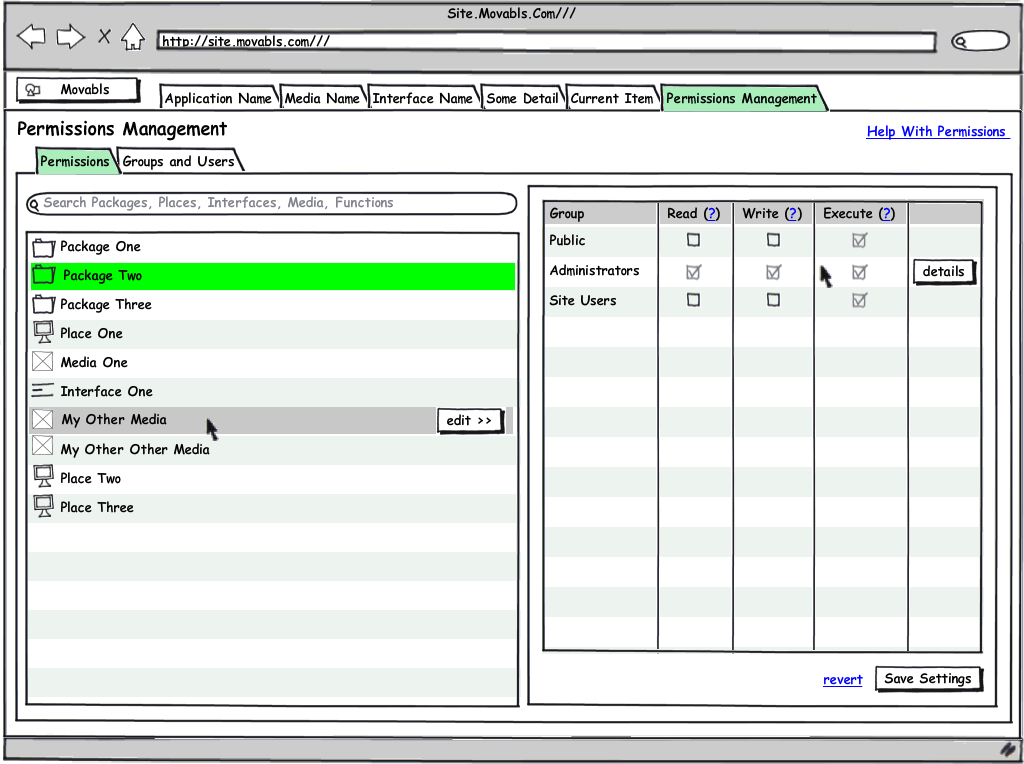 Site.Movabls.Com///
http://site.movabls.com///
Movabls
Application Name
Media Name
Interface Name
Some Detail
Current Item
Permissions Management
Permissions Management
Help With Permissions
Permissions
Groups and Users
Search Packages, Places, Interfaces, Media, Functions
Package One
Package Two
Package Three
Place One
Media One
Interface One
My Other Media
edit >>
My Other Other Media
Place Two
Place Three
Group Read (?) Write (?) Execute (?)
Public
Administrators
details
Site Users
revert
Save Settings